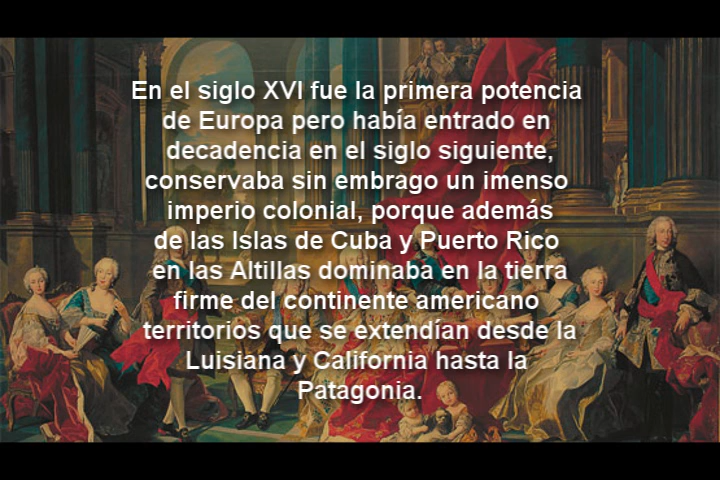 En el siglo XVI fue la primera potencia
de Europa pero había entrado en
decadencia en el siglo siguiente,
conservaba sin embrago un imenso
imperio colonial, porque además
de las Islas de Cuba y Puerto Rico
en las Altillas dominaba en la tierra
firme del continente americano
territorios que se extendían desde la
Luisiana y California hasta la
Patagonia.